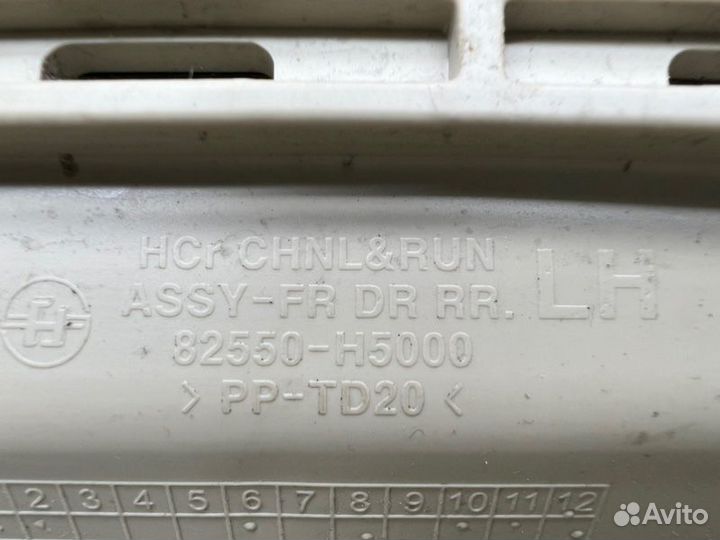 HCr CHNL&RUN
ASSY-FR DR RR. LH
82550-H5000
> PP-TD20 <
2 3 4 5 6 7 8 9 10 11 12
Avito